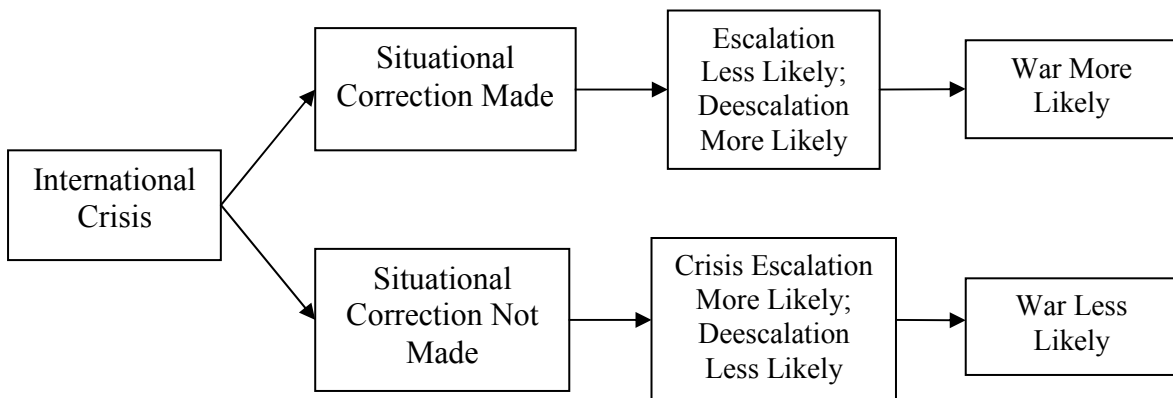 International
Crisis
Situational
Correction Made
Escalation
Less Likely;
Deescalation
More Likely
War More
Likely
Situational
Correction Not
Made
Crisis Escalation
More Likely;
Deescalation
Less Likely
War Less
Likely